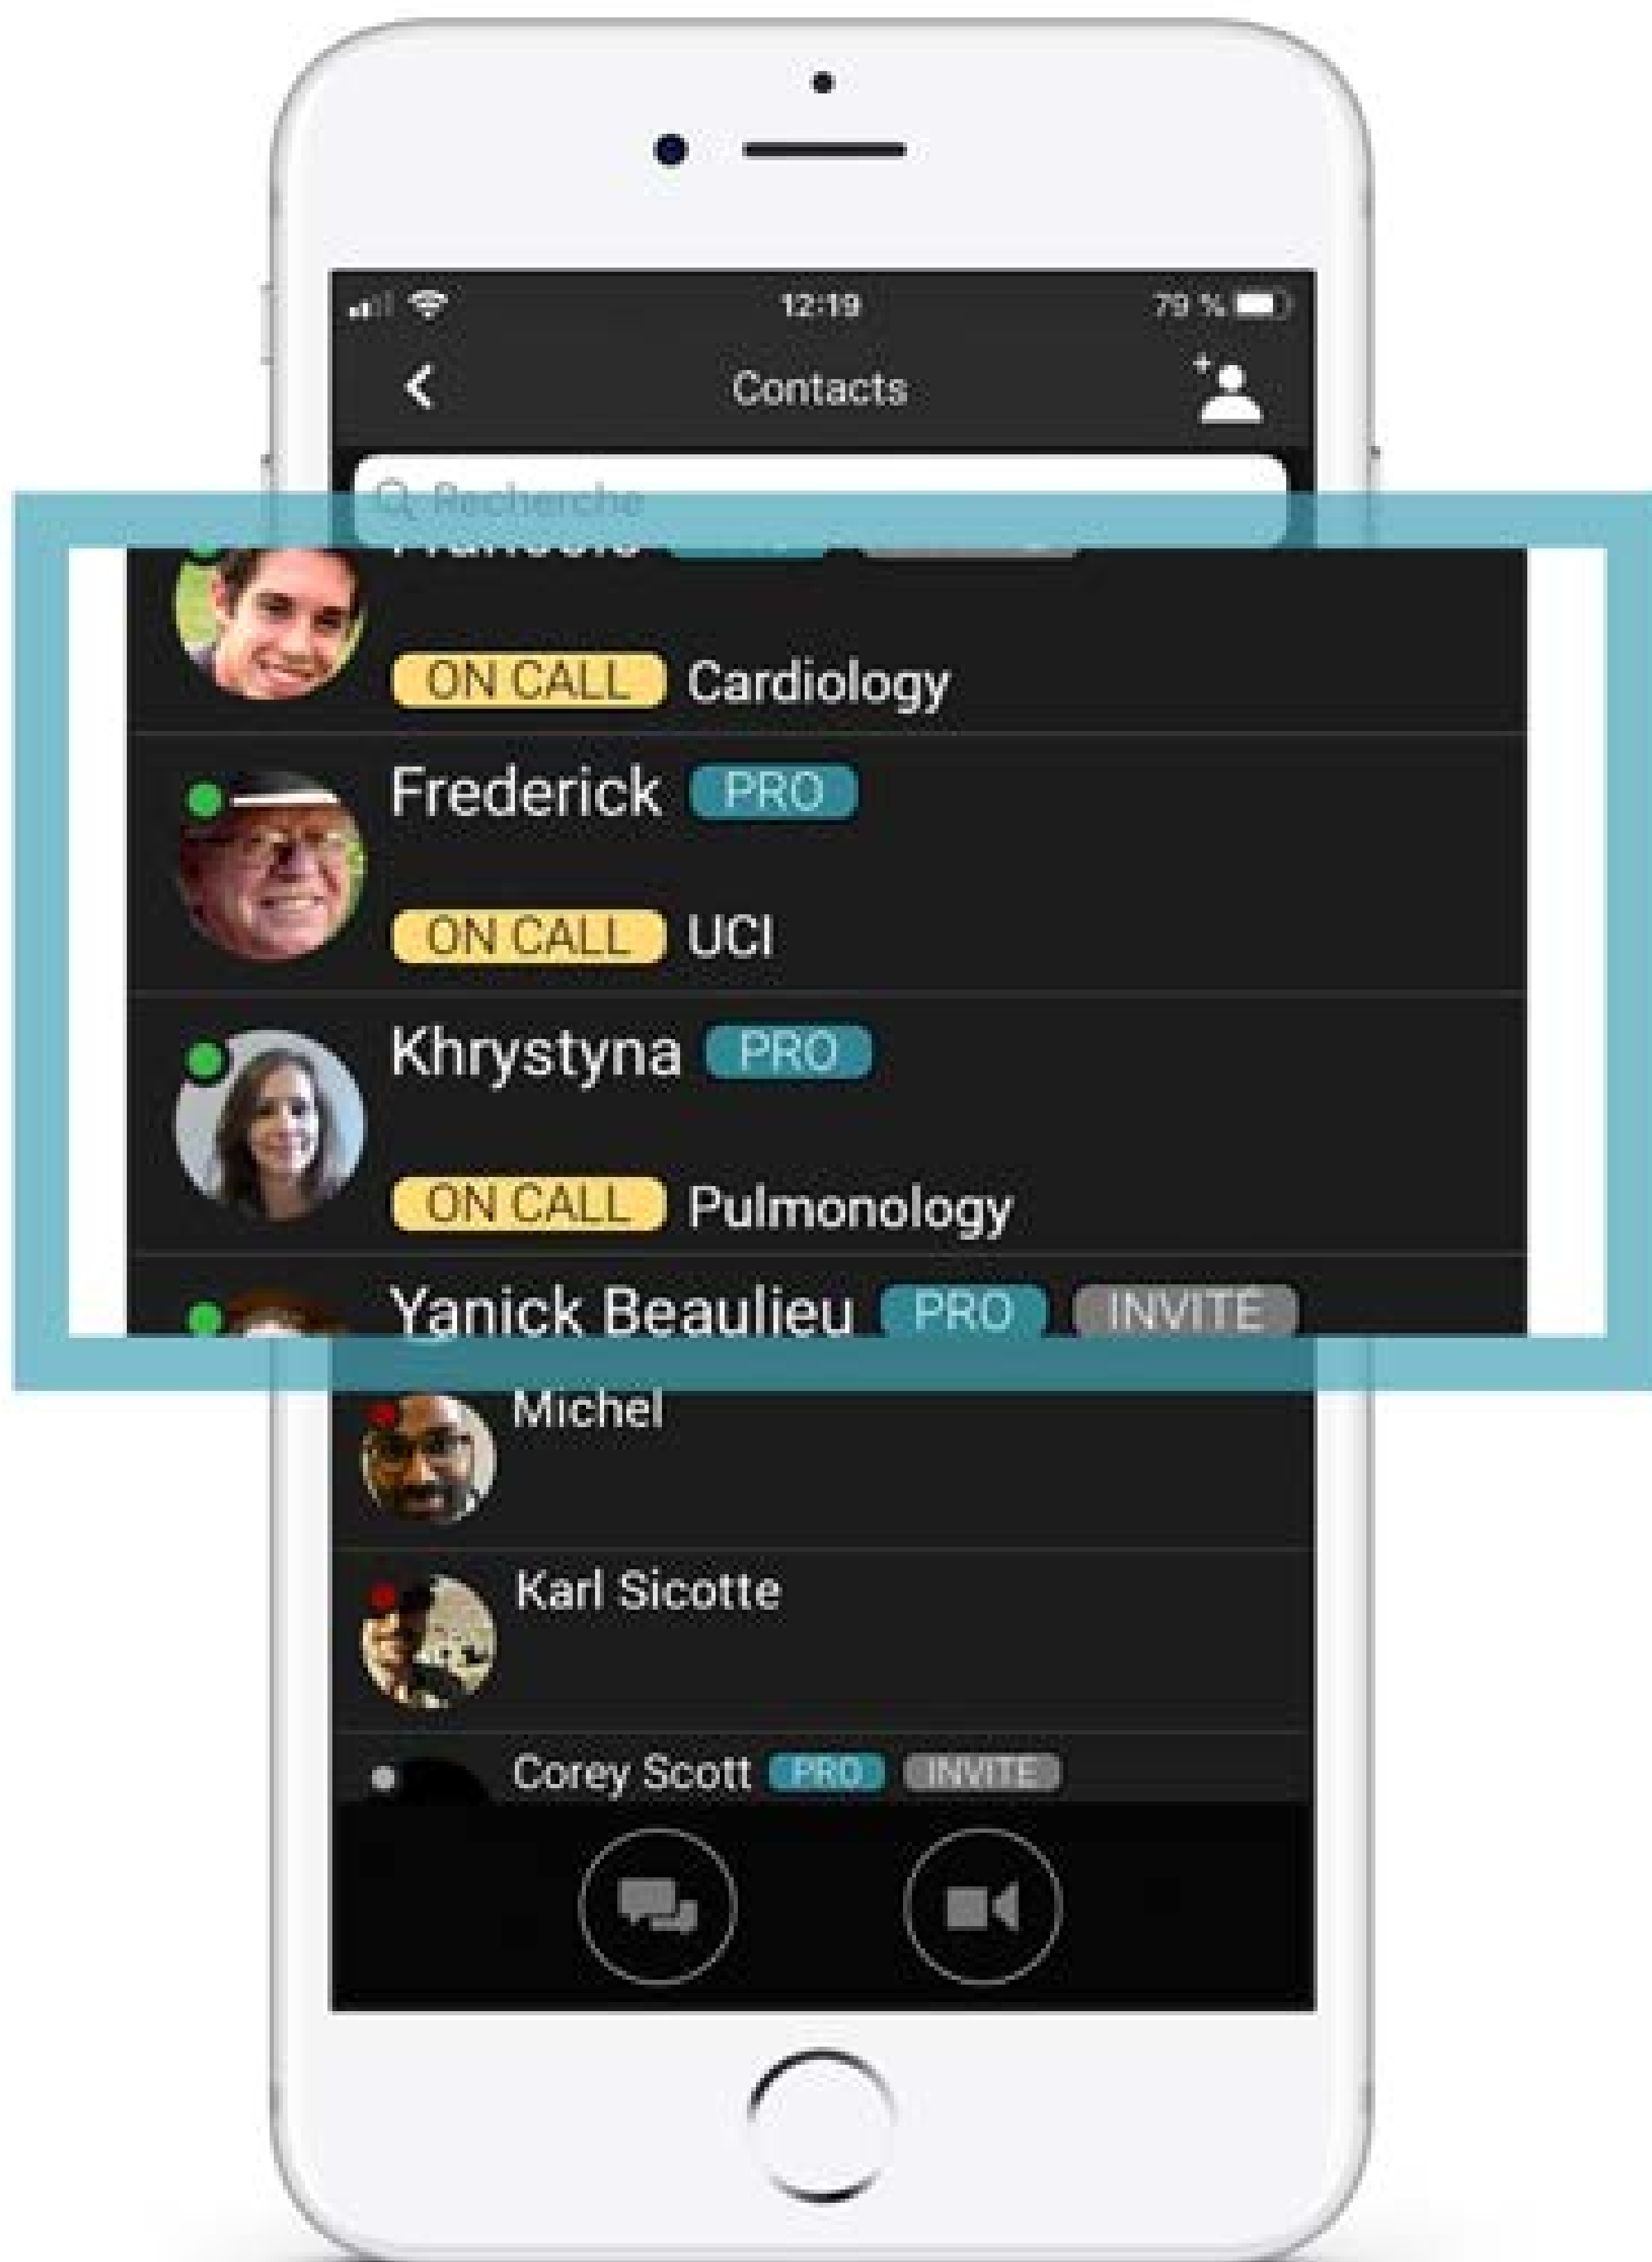 12:19
79 %
Contacts
Recherche
ON CALL Cardiology
Frederick PRO
ON CALL UCI
Khrystyna PRO
ON CALL Pulmonology
Yanick Beaulieu PRO INVITE
Michel
Karl Sicotte
Corey Scott PRO INVITE